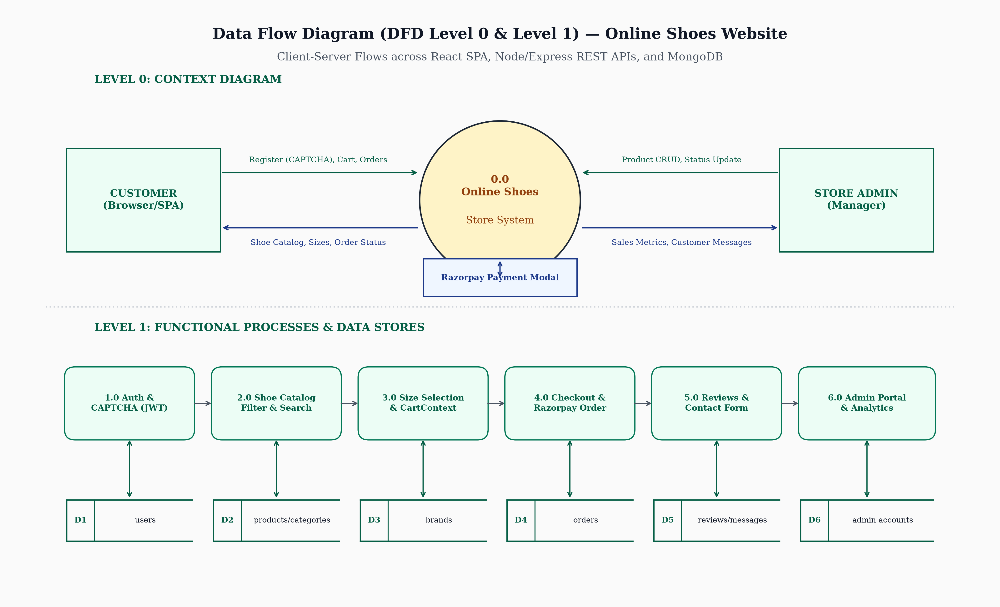 Data Flow Diagram (DFD Level 0 & Level 1) — Online Shoes Website
Client-Server Flows across React SPA, Node/Express REST APIs, and MongoDB
LEVEL 0: CONTEXT DIAGRAM
CUSTOMER
(Browser/SPA)
Register (CAPTCHA), Cart, Orders
Shoe Catalog, Sizes, Order Status
0.0
Online Shoes
Store System
Product CRUD, Status Update
Sales Metrics, Customer Messages
STORE ADMIN
(Manager)
Razorpay Payment Modal
LEVEL 1: FUNCTIONAL PROCESSES & DATA STORES
1.0 Auth &
CAPTCHA (JWT)
2.0 Shoe Catalog
Filter & Search
3.0 Size Selection
& CartContext
4.0 Checkout &
Razorpay Order
5.0 Reviews &
Contact Form
6.0 Admin Portal
& Analytics
D1 users
D2 products/categories
D3 brands
D4 orders
D5 reviews/messages
D6 admin accounts